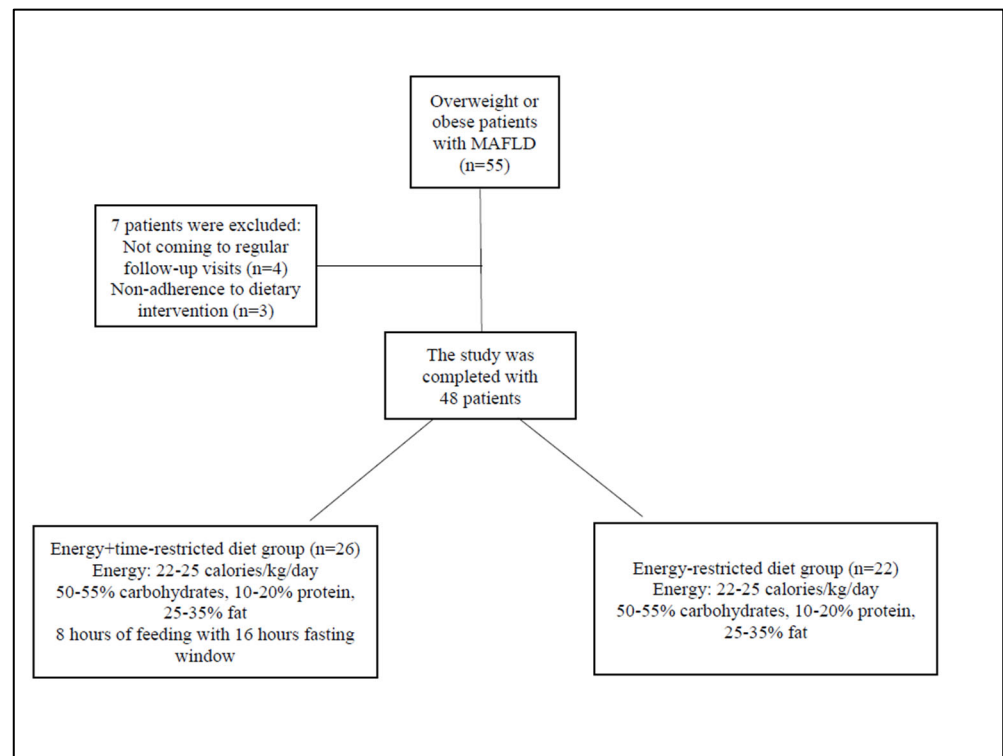 Overweight or
obese patients
with MAFLD
(n=55)
7 patients were excluded:
Not coming to regular
follow-up visits (n=4)
Non-adherence to dietary
intervention (n=3)
The study was
completed with
48 patients
Energy+time-restricted diet group (n=26)
Energy: 22-25 calories/kg/day
50-55% carbohydrates, 10-20% protein,
25-35% fat
8 hours of feeding with 16 hours fasting
window
Energy-restricted diet group (n=22)
Energy: 22-25 calories/kg/day
50-55% carbohydrates, 10-20% protein,
25-35% fat